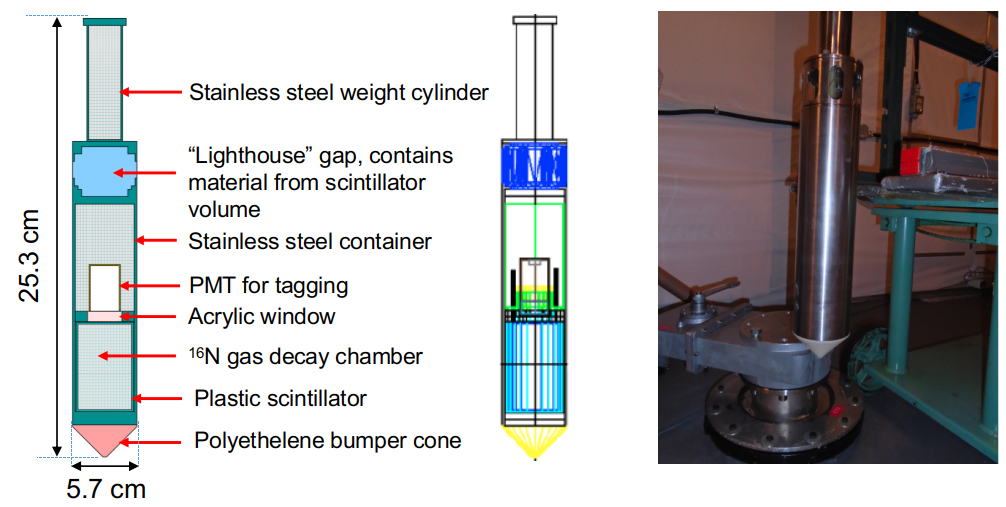 Stainless steel weight cylinder
“Lighthouse” gap, contains
material from scintillator
volume
Stainless steel container
PMT for tagging
Acrylic window
¹⁶N gas decay chamber
Plastic scintillator
Polyethelene bumper cone
25.3 cm
5.7 cm